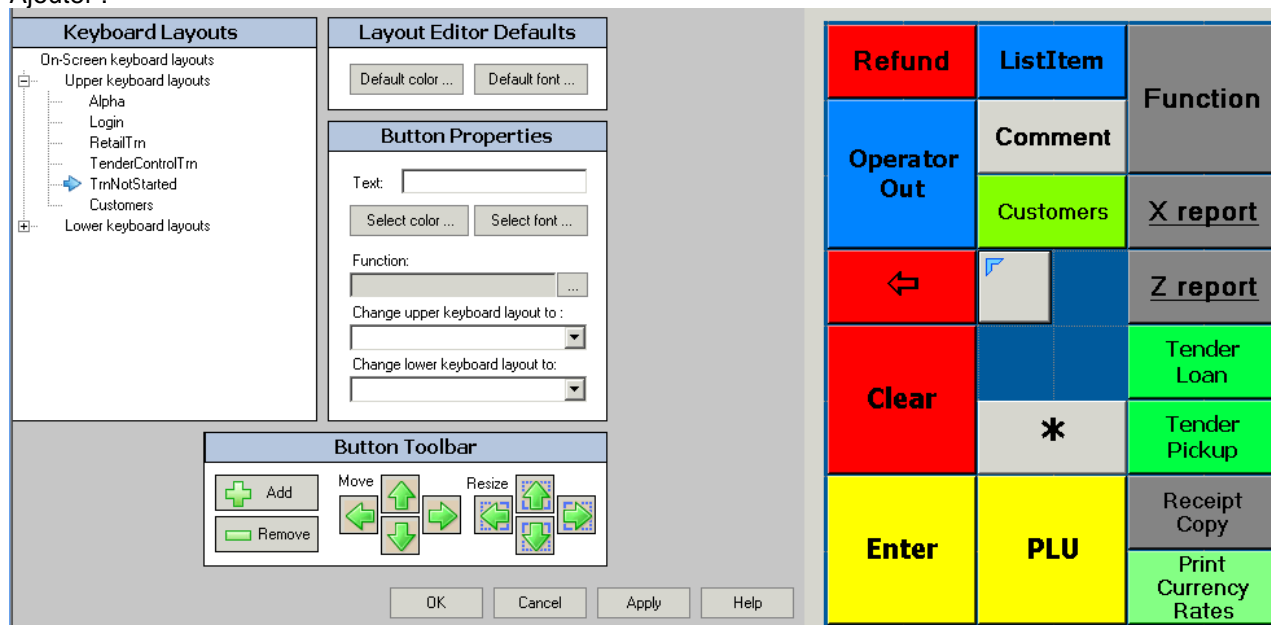 Ajouter :
Keyboard Layouts
On-Screen keyboard layouts
Upper keyboard layouts
Alpha
Login
RetailTrn
TenderControlTrn
TrnNotStarted
Customers
Lower keyboard layouts
Layout Editor Defaults
Default color ...
Default font ...
Button Properties
Text:
Select color ...
Select font ...
Function:
...
Change upper keyboard layout to :
Change lower keyboard layout to:
Button Toolbar
Add
Remove
Move
Resize
OK
Cancel
Apply
Help
Refund
ListItem
Function
Operator
Out
Comment
Customers
X report
Z report
Clear
Tender
Loan
*
Tender
Pickup
Enter
PLU
Receipt
Copy
Print
Currency
Rates